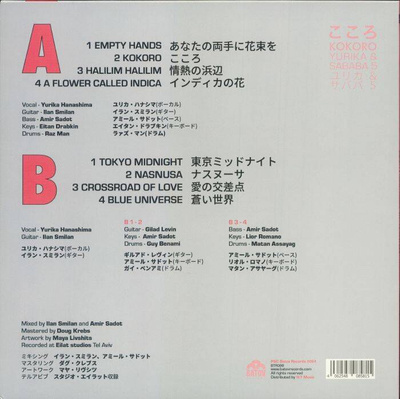 A
1 EMPTY HANDS あなたの両手に花束を
2 KOKORO こころ
3 HALILIM HALILIM 情熱の浜辺
4 A FLOWER CALLED INDICA インディカの花
こころ
KOKORO
YURIKA &
Vocal - Yurika Hanashima
Guitar - Ilan Smilan
Bass - Amir Sadot
Keys - Eitan Drabkin
Drums - Raz Man
ユリカ・ハナシマ(ボーカル)
イラン・スミラン(ギター)
アミール・サドット(ベース)
エイタン・ドラブキン(キーボード)
ラァズ・マン(ドラム)
B
1 TOKYO MIDNIGHT 東京ミッドナイト
2 NASNUSA ナスヌーサ
3 CROSSROAD OF LOVE 愛の交差点
4 BLUE UNIVERSE 蒼い世界
Vocal - Yurika Hanashima
Guitar - Ilan Smilan
ユリカ・ハナシマ(ボーカル)
イラン・スミラン(ギター)
B 1 - 2
Guitar - Gilad Levin
Keys - Amir Sadot
Drums - Guy Benami
ギルアド・レヴィン(ギター)
アミール・サドット(キーボード)
ガイ・ベンアミ(ドラム)
B 3 - 4
Bass - Amir Sadot
Keys - Lior Romano
Drums - Matan Assayag
アミール・サドット(ベース)
リオル・ロマノ(キーボード)
マタン・アサヤーグ(ドラム)
Mixed by Ilan Smilan and Amir Sadot
Mastered by Doug Krebs
Artwork by Maya Livshits
Recorded at Eilat studios Tel Aviv
ミキシング イラン・スミラン、アミール・サドット
マスタリング ダグ・クレブス
アートワーク マヤ・リヴシツ
テルアビブ スタジオ・エイラット収録
All rights reserved